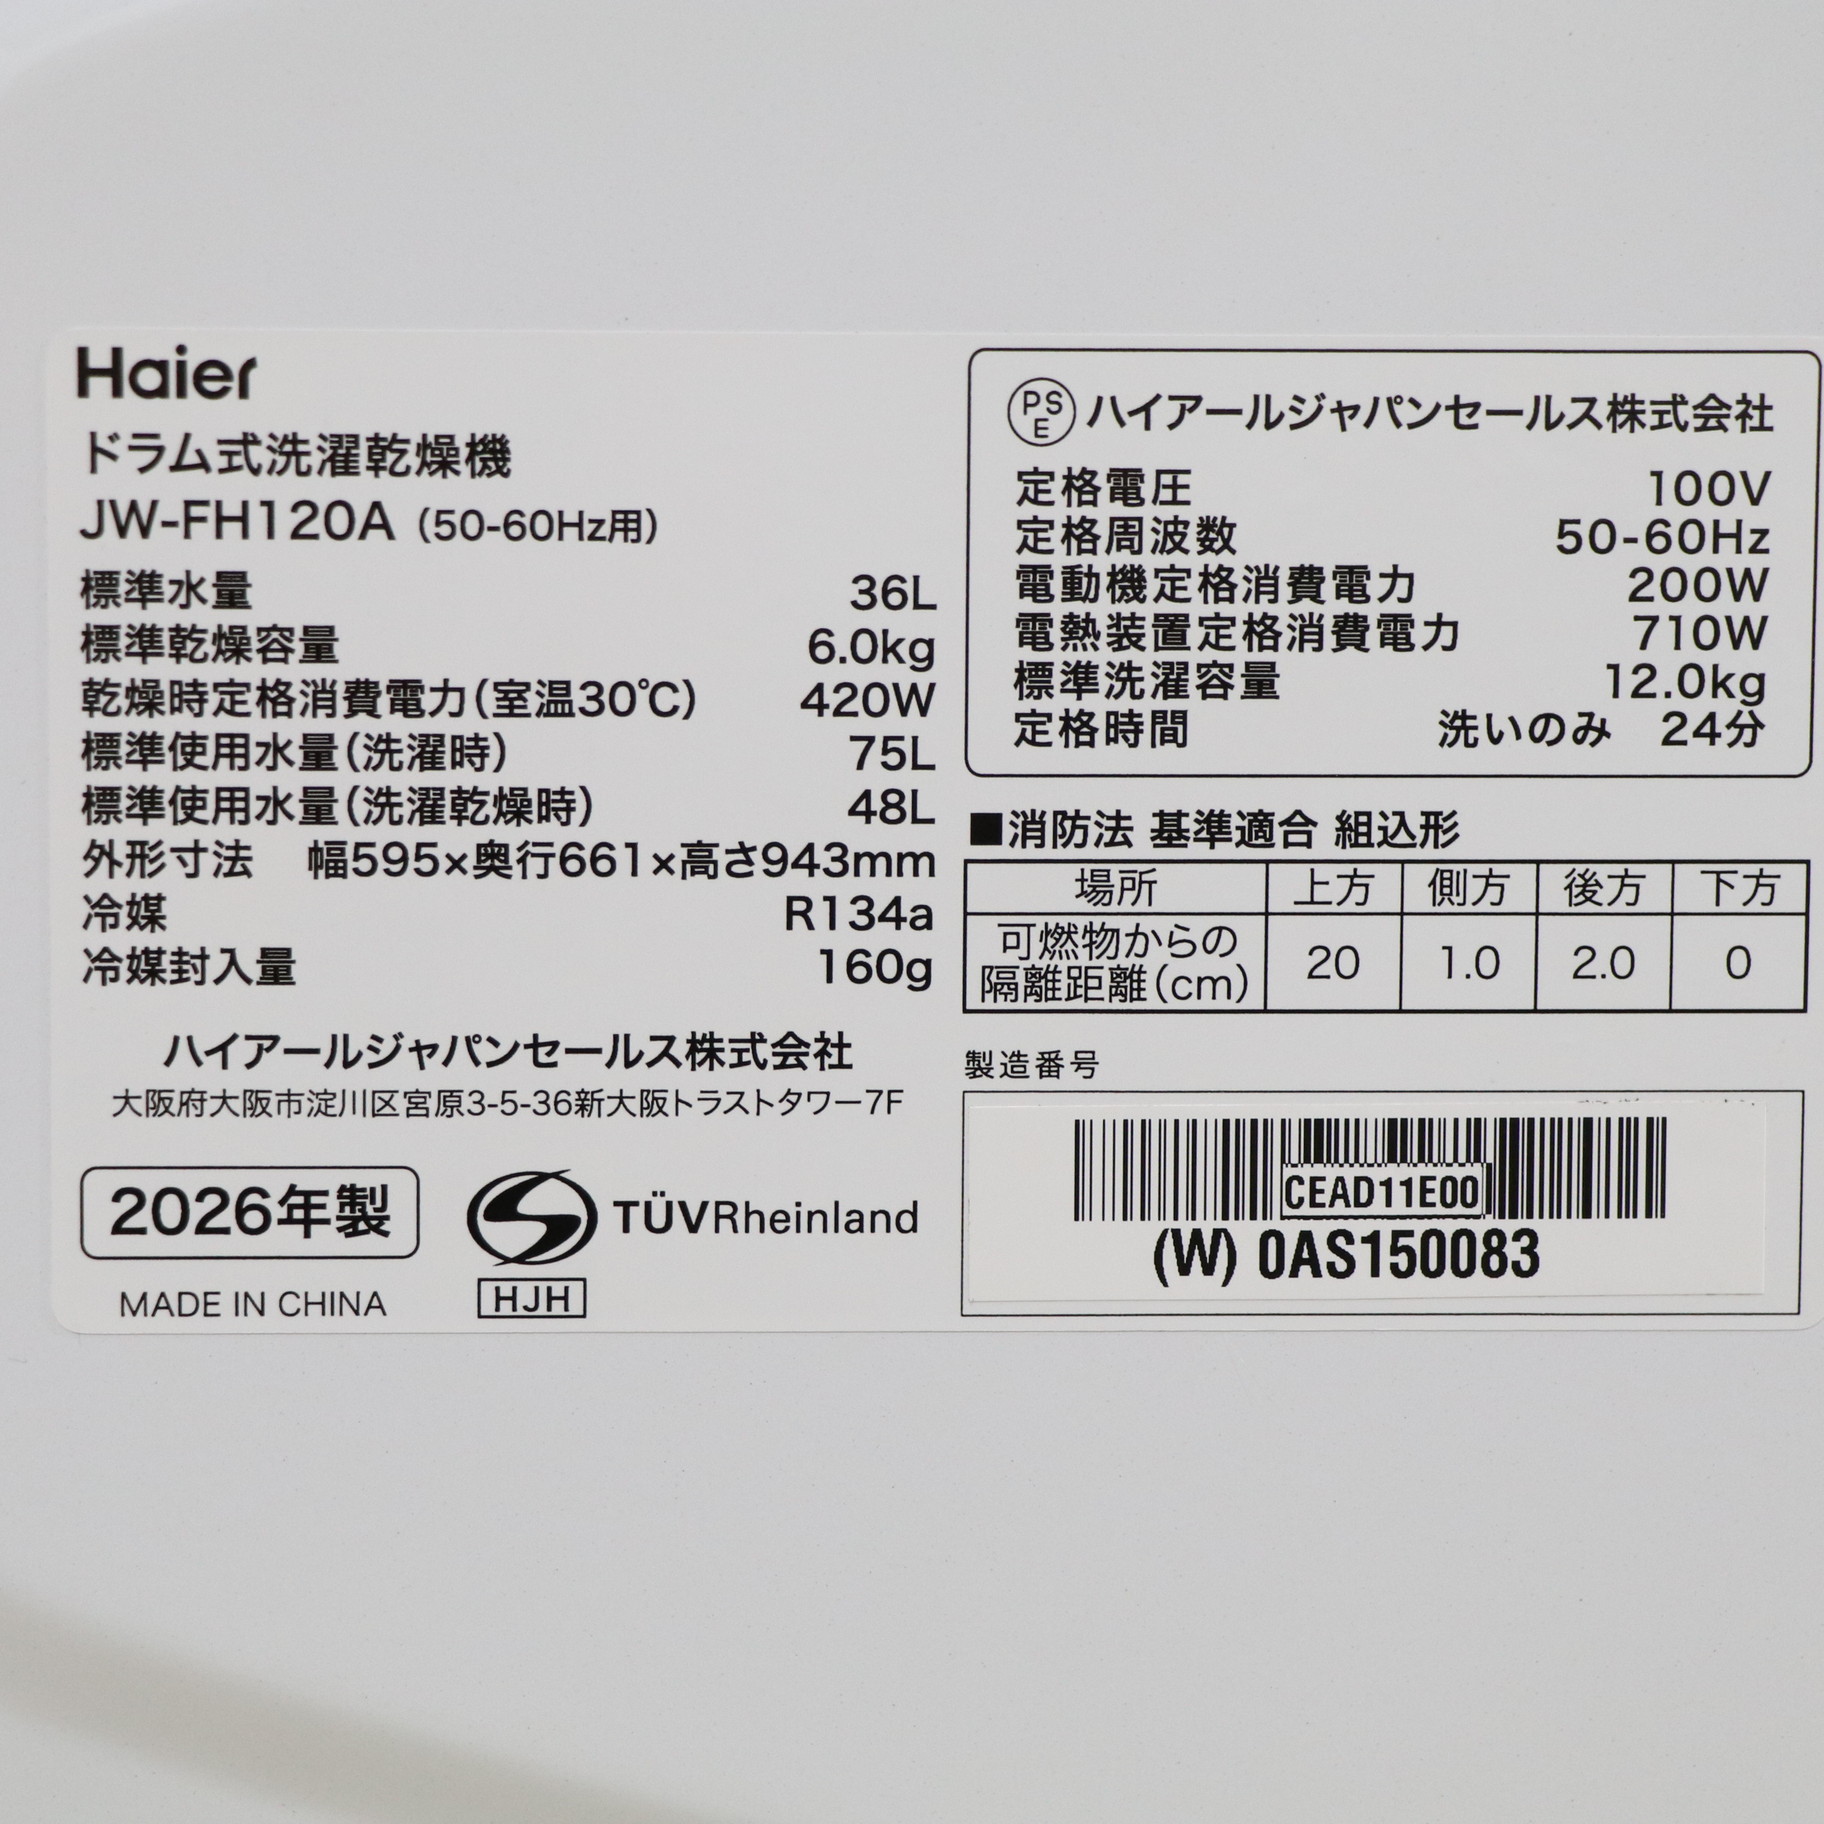 Haier
ドラム式洗濯乾燥機
JW-FH120A（50-60Hz用）
標準水量 36L
標準乾燥容量 6.0kg
乾燥時定格消費電力（室温30℃） 420W
標準使用水量（洗濯時） 75L
標準使用水量（洗濯乾燥時） 48L
外形寸法 幅595×奥行661×高さ943mm
冷媒 R134a
冷媒封入量 160g
ハイアールジャパンセールス株式会社
大阪府大阪市淀川区宮原3-5-36新大阪トラストタワー7F
2026年製
MADE IN CHINA
TÜVRheinland
HJH
PSE ハイアールジャパンセールス株式会社
定格電圧 100V
定格周波数 50-60Hz
電動機定格消費電力 200W
電熱装置定格消費電力 710W
標準洗濯容量 12.0kg
定格時間 洗いのみ 24分
■消防法 基準適合 組込形
場所 上方 側方 後方 下方
可燃物からの
隔離距離（cm） 20 1.0 2.0 0
製造番号
CEAD11E00
(W) 0AS150083